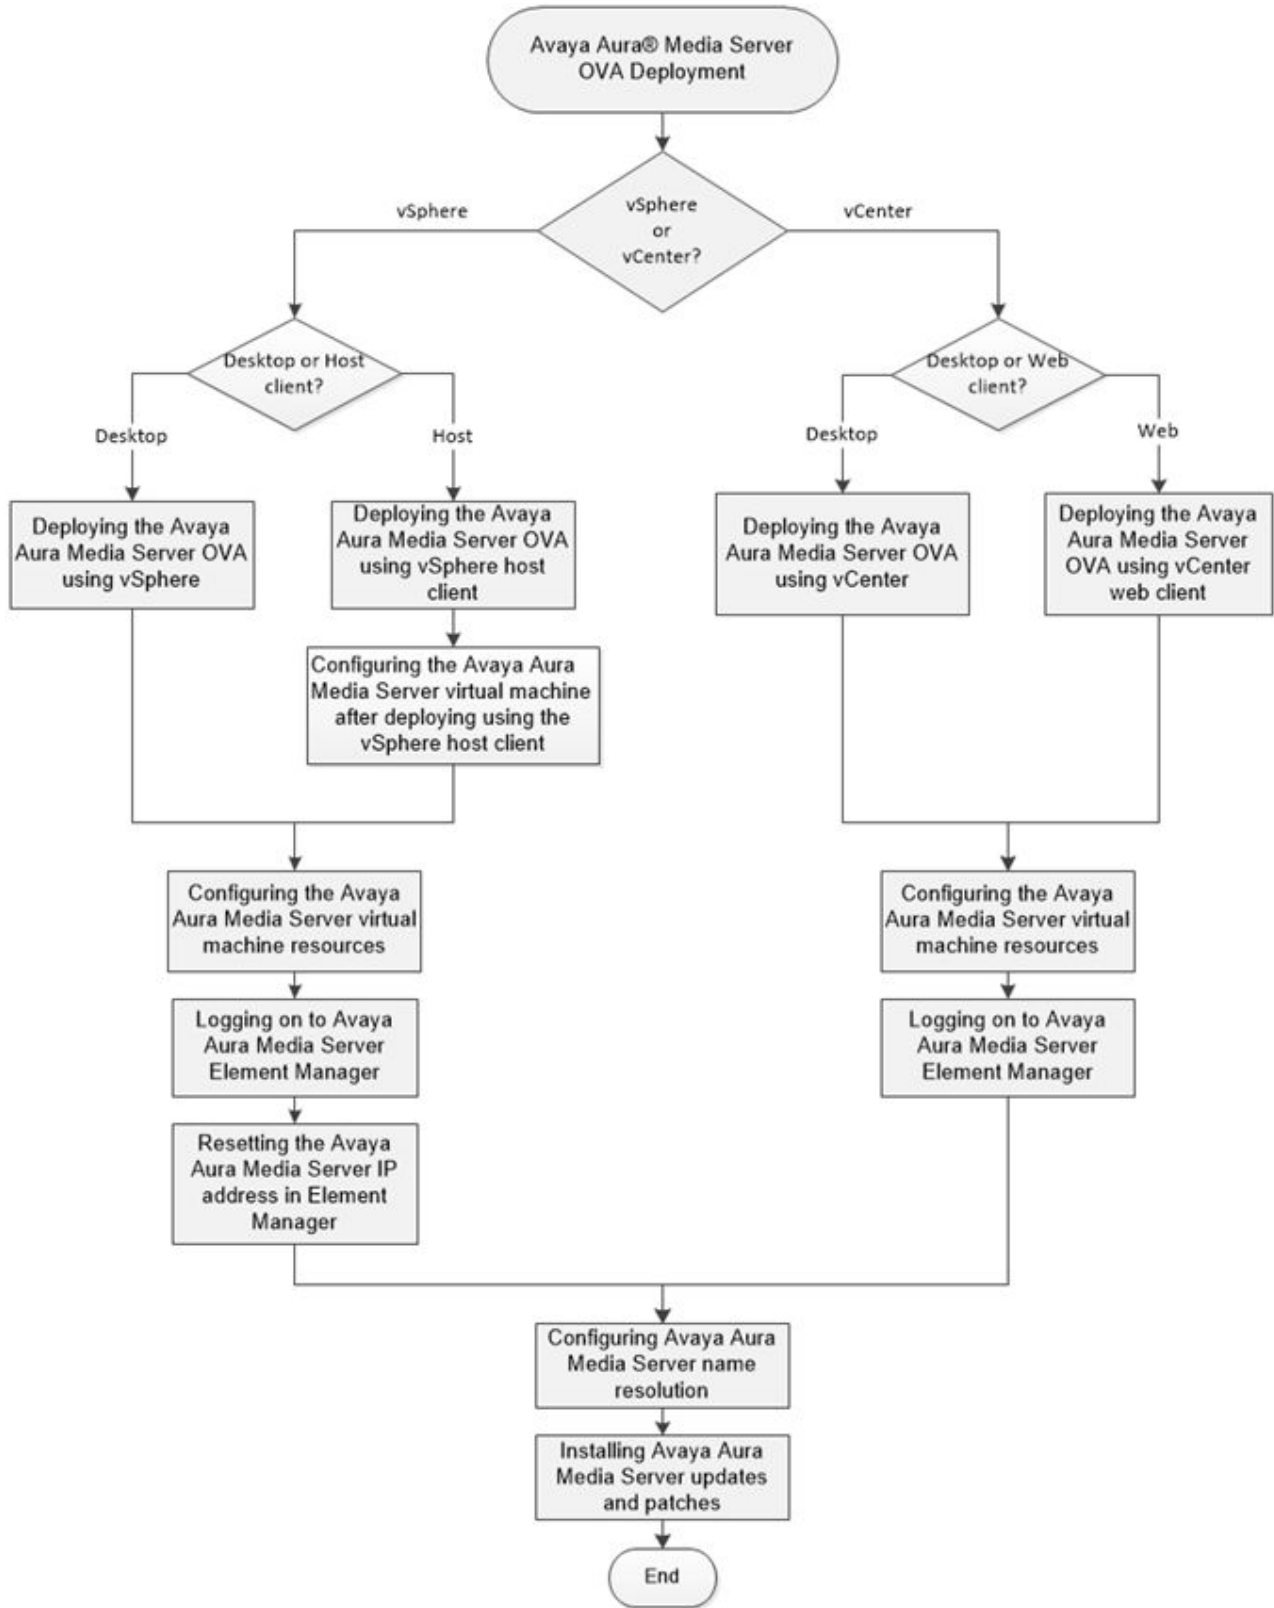 Avaya Aura® Media Server
OVA Deployment
vSphere
or
vCenter?
vSphere
vCenter
Desktop or Host
client?
Desktop
Host
Deploying the Avaya
Aura Media Server OVA
using vSphere
Deploying the Avaya
Aura Media Server OVA
using vSphere host
client
Configuring the Avaya Aura
Media Server virtual machine
after deploying using the
vSphere host client
Configuring the Avaya
Aura Media Server virtual
machine resources
Logging on to Avaya
Aura Media Server
Element Manager
Resetting the Avaya
Aura Media Server IP
address in Element
Manager
Desktop or Web
client?
Desktop
Web
Deploying the Avaya
Aura Media Server OVA
using vCenter
Deploying the Avaya
Aura Media Server
OVA using vCenter
web client
Configuring the Avaya
Aura Media Server virtual
machine resources
Logging on to Avaya
Aura Media Server
Element Manager
Configuring Avaya Aura
Media Server name
resolution
Installing Avaya Aura
Media Server updates
and patches
End